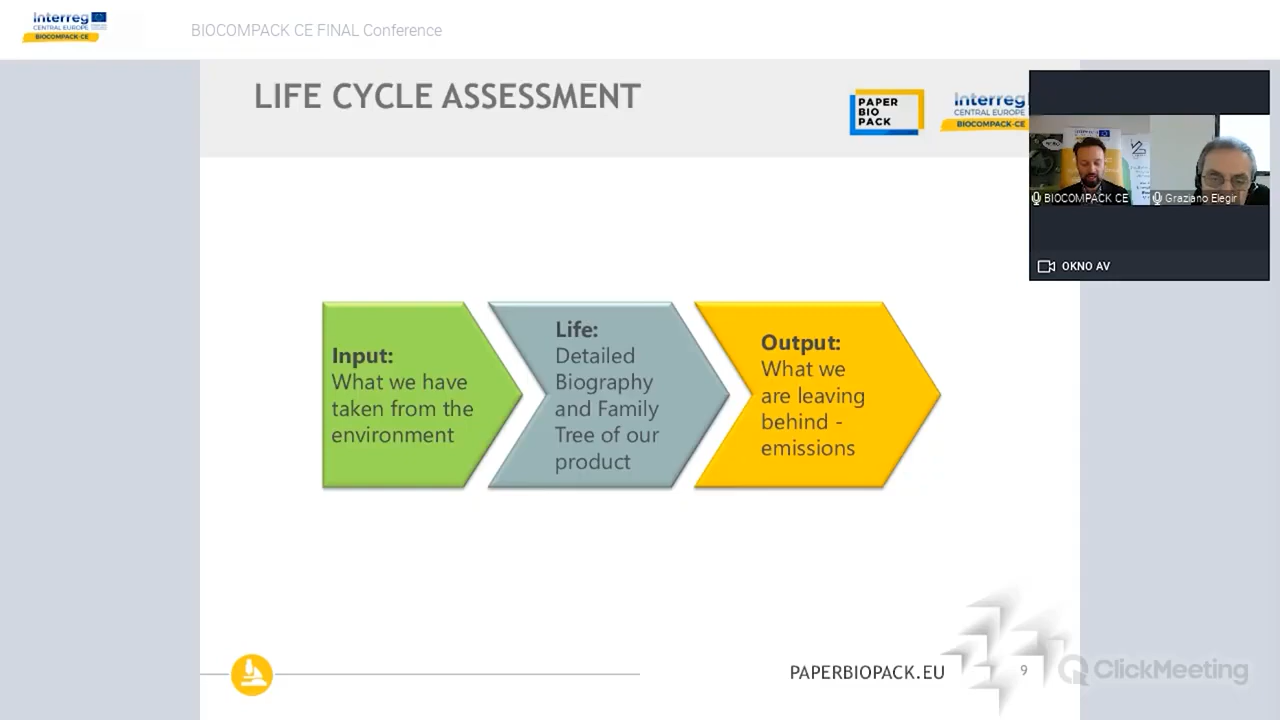 Interreg
CENTRAL EUROPE
BIOCOMPACK-CE
BIOCOMPACK CE FINAL Conference
LIFE CYCLE ASSESSMENT
PAPER
BIO
PACK
Interreg
CENTRAL EUROPE
BIOCOMPACK-CE
BIOCOMPACK CE
Graziano Elegir
OKNO AV
Input:
What we have
taken from the
environment
Life:
Detailed
Biography
and Family
Tree of our
product
Output:
What we
are leaving
behind -
emissions
PAPERBIOPACK.EU
9
ClickMeeting